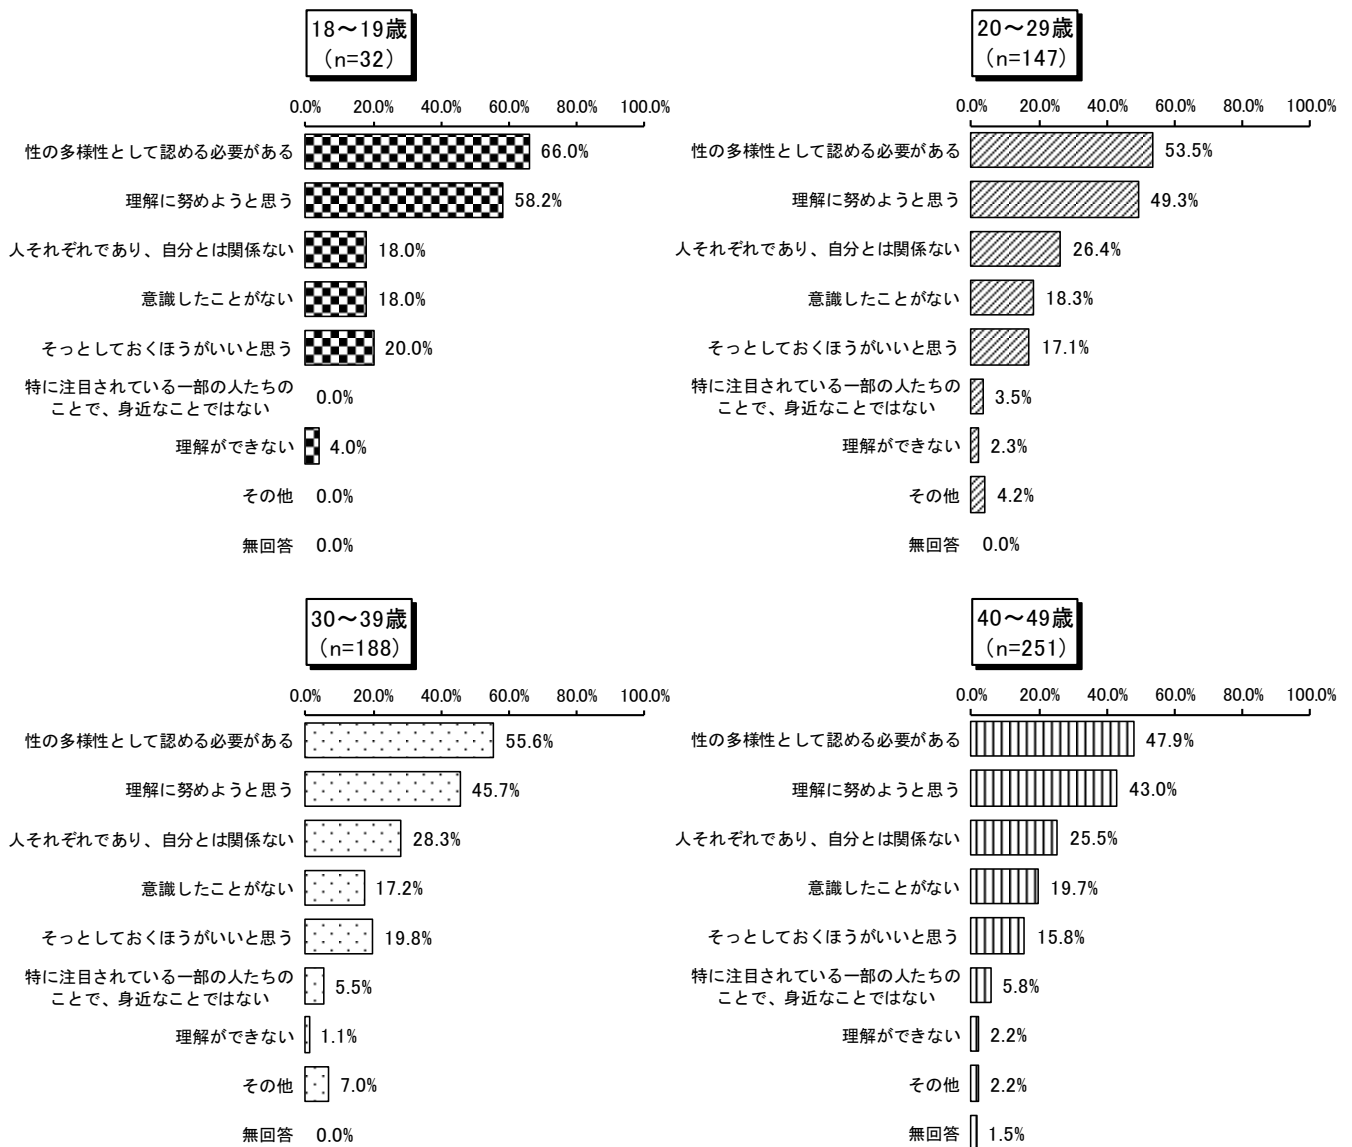 18～19歳
（n=32）
0.0% 20.0% 40.0% 60.0% 80.0% 100.0%
性の多様性として認める必要がある 66.0%
理解に努めようと思う 58.2%
人それぞれであり、自分とは関係ない 18.0%
意識したことがない 18.0%
そっとしておくほうがいいと思う 20.0%
特に注目されている一部の人たちの
ことで、身近なことではない 0.0%
理解ができない 4.0%
その他 0.0%
無回答 0.0%
20～29歳
（n=147）
0.0% 20.0% 40.0% 60.0% 80.0% 100.0%
性の多様性として認める必要がある 53.5%
理解に努めようと思う 49.3%
人それぞれであり、自分とは関係ない 26.4%
意識したことがない 18.3%
そっとしておくほうがいいと思う 17.1%
特に注目されている一部の人たちの
ことで、身近なことではない 3.5%
理解ができない 2.3%
その他 4.2%
無回答 0.0%
30～39歳
（n=188）
0.0% 20.0% 40.0% 60.0% 80.0% 100.0%
性の多様性として認める必要がある 55.6%
理解に努めようと思う 45.7%
人それぞれであり、自分とは関係ない 28.3%
意識したことがない 17.2%
そっとしておくほうがいいと思う 19.8%
特に注目されている一部の人たちの
ことで、身近なことではない 5.5%
理解ができない 1.1%
その他 7.0%
無回答 0.0%
40～49歳
（n=251）
0.0% 20.0% 40.0% 60.0% 80.0% 100.0%
性の多様性として認める必要がある 47.9%
理解に努めようと思う 43.0%
人それぞれであり、自分とは関係ない 25.5%
意識したことがない 19.7%
そっとしておくほうがいいと思う 15.8%
特に注目されている一部の人たちの
ことで、身近なことではない 5.8%
理解ができない 2.2%
その他 2.2%
無回答 1.5%